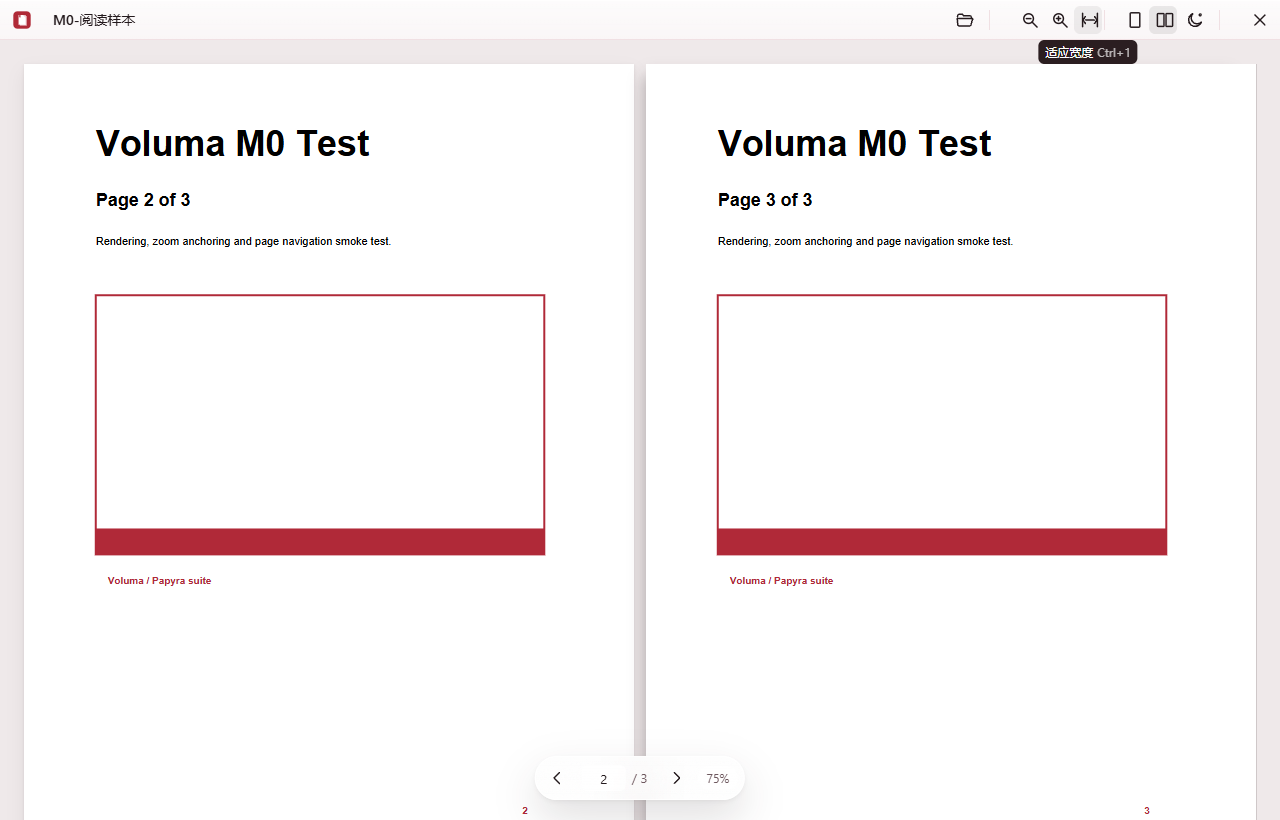 M0-阅读样本
适应宽度 Ctrl+1
Voluma M0 Test
Page 2 of 3
Rendering, zoom anchoring and page navigation smoke test.
Voluma / Papyra suite
2
Voluma M0 Test
Page 3 of 3
Rendering, zoom anchoring and page navigation smoke test.
Voluma / Papyra suite
3
2 / 3 75%